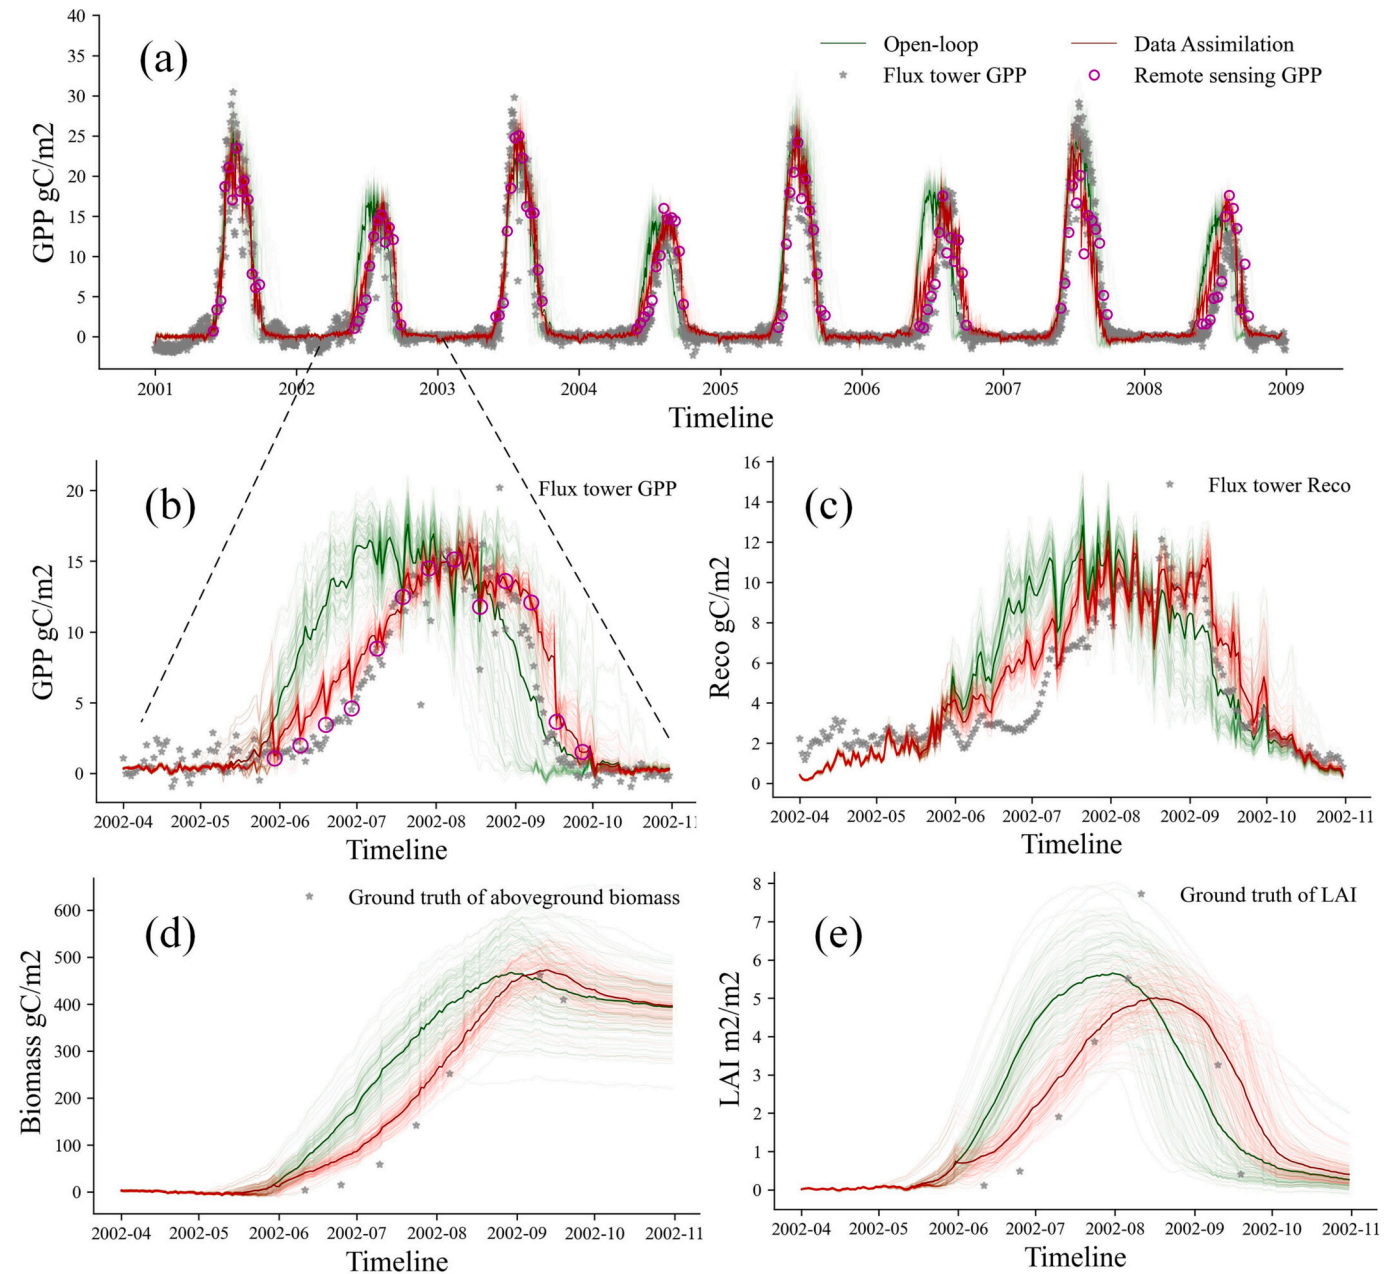 (a)
Open-loop
Data Assimilation
Flux tower GPP
Remote sensing GPP
GPP gC/m2
40
35
30
25
20
15
10
5
0
2001 2002 2003 2004 2005 2006 2007 2008 2009
Timeline
(b)
Flux tower GPP
GPP gC/m2
20
15
10
5
0
2002-04 2002-05 2002-06 2002-07 2002-08 2002-09 2002-10 2002-11
Timeline
(c)
Flux tower Reco
Reco gC/m2
16
14
12
10
8
6
4
2
0
2002-04 2002-05 2002-06 2002-07 2002-08 2002-09 2002-10 2002-11
Timeline
(d)
Ground truth of aboveground biomass
Biomass gC/m2
600
500
400
300
200
100
0
2002-04 2002-05 2002-06 2002-07 2002-08 2002-09 2002-10 2002-11
Timeline
(e)
Ground truth of LAI
LAI m2/m2
8
7
6
5
4
3
2
1
0
2002-04 2002-05 2002-06 2002-07 2002-08 2002-09 2002-10 2002-11
Timeline